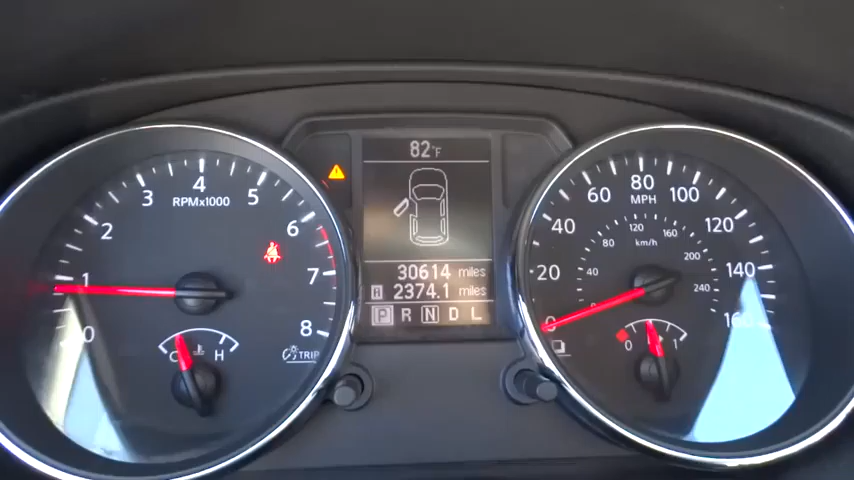 0 1 2 3 4 5 6 7 8
RPMx1000
C H
TRIP
82°F
30614 miles
A 2374.1 miles
P R N D L
0 20 40 60 80 100 120 140 160
MPH
40 80 120 160 200 240
km/h
0 1